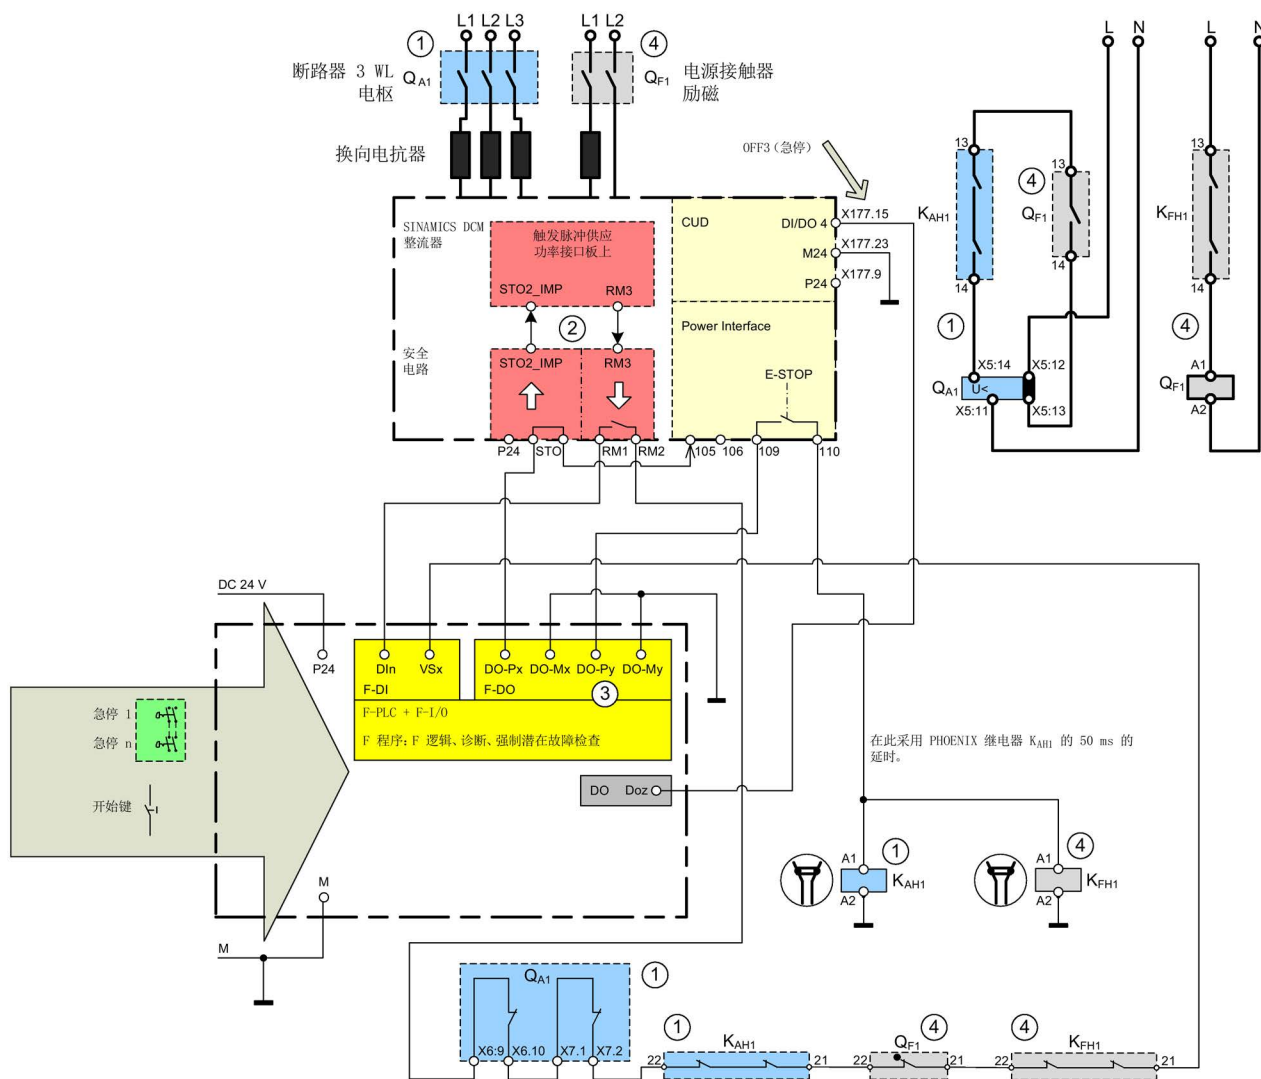 L1 L2 L3
L1 L2
① ④
断路器 3 WL
电枢
QA1
QF1
电源接触器
励磁
换向电抗器
OFF3（急停）
SINAMICS DCM
整流器
触发脉冲供应
功率接口板上
STO2_IMP RM3
②
安全
电路
STO2_IMP RM3
CUD
DI/DO 4
X177.15
M24
X177.23
P24
X177.9
Power Interface
E-STOP
P24 STO RM1 RM2 105 106 109 110
L N L N
13
KAH1
14
④
13
QF1
14
13
KFH1
14
①
X5:14 X5:12
QA1
U<
X5:11 X5:13
④
A1
QF1
A2
DC 24 V
P24
DIn VSx
F-DI
DO-Px DO-Mx DO-Py DO-My
F-DO
③
F-PLC + F-I/O
F 程序: F 逻辑、诊断、强制潜在故障检查
急停 1
急停 n
开始键
DO Doz
M
M
在此采用 PHOENIX 继电器 KAH1 的 50 ms 的
延时。
①
A1
KAH1
A2
④
A1
KFH1
A2
QA1
①
X6:9 X6.10 X7.1 X7.2
①
22 KAH1 21
④
22 QF1 21
④
22 KFH1 21